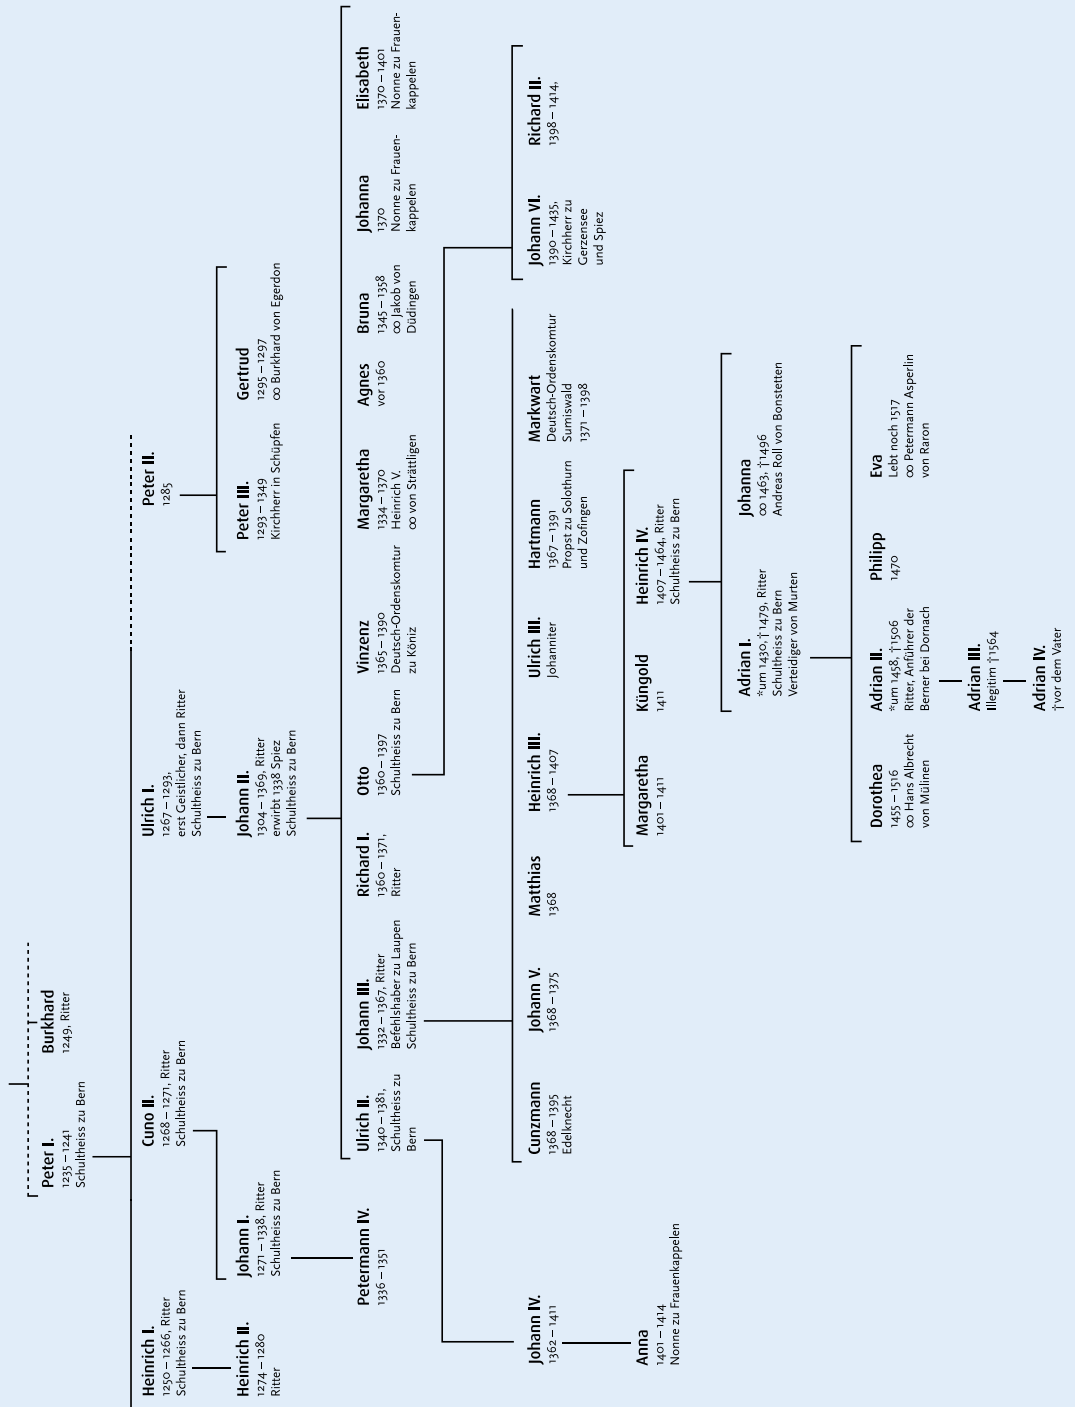 Peter I.
1235 – 1241
Schultheiss zu Bern
Burkhard
1249, Ritter
Heinrich I.
1250 – 1266, Ritter
Schultheiss zu Bern
Cuno II.
1268 – 1271, Ritter
Schultheiss zu Bern
Ulrich I.
1267 – 1293,
erst Geistlicher, dann Ritter
Schultheiss zu Bern
Peter II.
1285
Heinrich II.
1274 – 1280
Ritter
Johann I.
1271 – 1338, Ritter
Schultheiss zu Bern
Johann II.
1304 – 1369, Ritter
erwirbt 1338 Spiez
Schultheiss zu Bern
Peter III.
1293 – 1349
Kirchherr in Schüpfen
Gertrud
1295 – 1297
∞ Burkhard von Egerdon
Petermann IV.
1336 – 1351
Ulrich II.
1340 – 1381,
Schultheiss zu
Bern
Johann III.
1332 – 1367, Ritter
Befehlshaber zu Laupen
Schultheiss zu Bern
Richard I.
1360 – 1371,
Ritter
Otto
1360 – 1397
Schultheiss zu Bern
Vinzenz
1365 – 1390
Deutsch-Ordenskomtur
zu Köniz
Margaretha
1334 – 1370
Heinrich V.
∞ von Strättligen
Agnes
vor 1360
Bruna
1345 – 1358
∞ Jakob von
Düdingen
Johanna
1370
Nonne zu Frauen-
kappelen
Elisabeth
1370 – 1401
Nonne zu Frauen-
kappelen
Johann IV.
1362 – 1411
Cunzmann
1368 – 1395
Edelknecht
Johann V.
1368 – 1375
Matthias
1368
Heinrich III.
1368 – 1407
Ulrich III.
Johanniter
Hartmann
1367 – 1391
Propst zu Solothurn
und Zofingen
Markwart
Deutsch-Ordenskomtur
Sumiswald
1371 – 1398
Johann VI.
1390 – 1435,
Kirchherr zu
Gerzensee
und Spiez
Richard II.
1398 – 1414,
Anna
1401 – 1414
Nonne zu Frauenkappelen
Margaretha
1401 – 1411
Küngold
1411
Heinrich IV.
1407 – 1464, Ritter
Schultheiss zu Bern
Adrian I.
*um 1430, †1479, Ritter
Schultheiss zu Bern
Verteidiger von Murten
Johanna
∞ 1463, †1496
Andreas Roll von Bonstetten
Dorothea
1455 – 1516
∞ Hans Albrecht
von Mülinen
Adrian II.
*um 1458, †1506
Ritter, Anführer der
Berner bei Dornach
Philipp
1470
Eva
Lebt noch 1517
∞ Petermann Asperlin
von Raron
Adrian III.
Illegitim †1564
Adrian IV.
†vor dem Vater